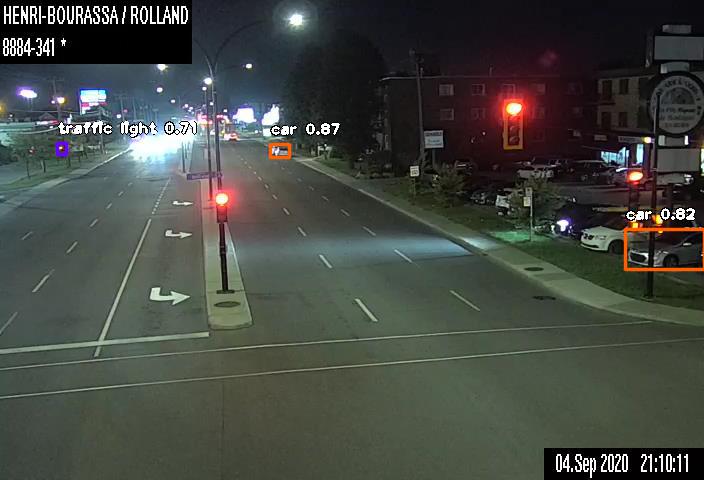 HENRI-BOURASSA / ROLLAND
8884-341 *
traffic light 0.71
car 0.87
car 0.82
04.Sep 2020 21:10:11